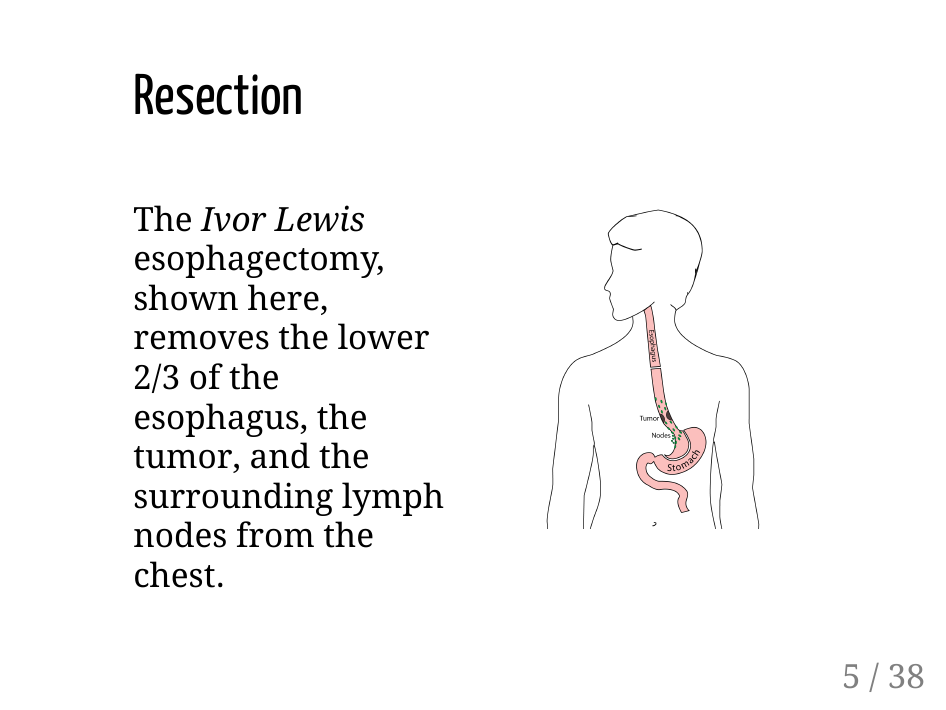 Resection
The Ivor Lewis
esophagectomy,
shown here,
removes the lower
2/3 of the
esophagus, the
tumor, and the
surrounding lymph
nodes from the
chest.
Esophagus
Tumor
Nodes
Stomach
5 / 38